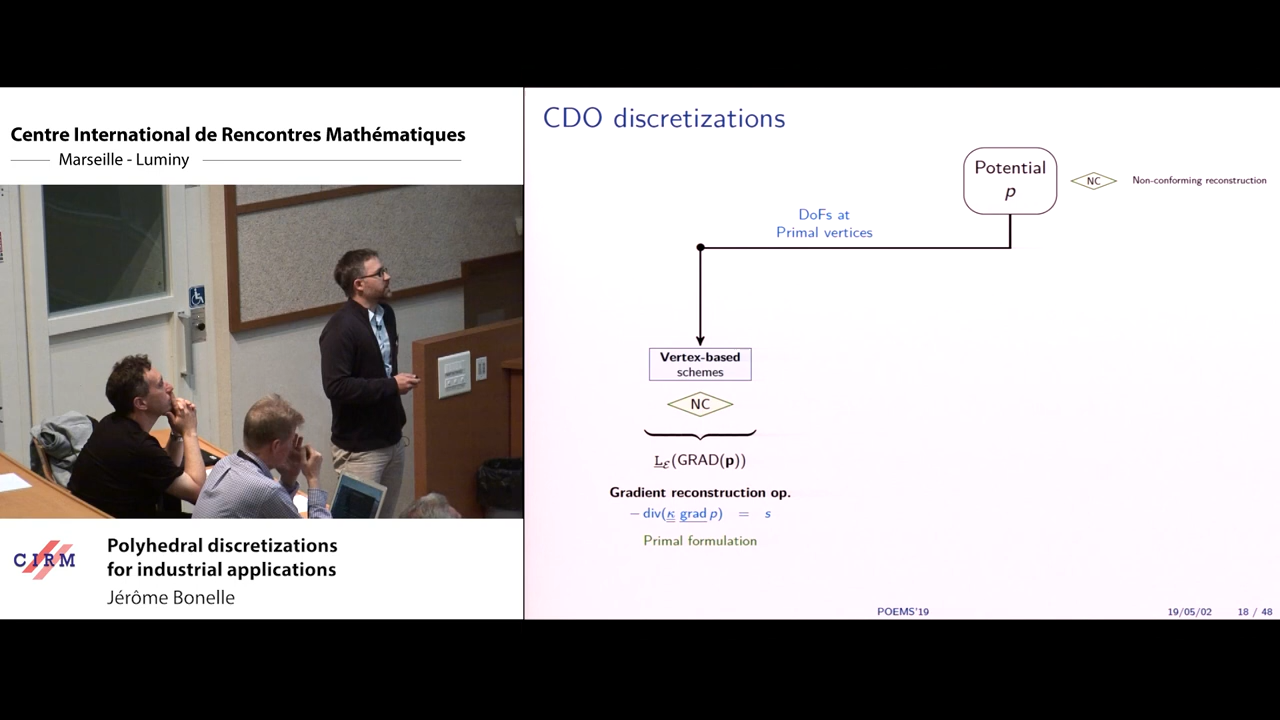 Centre International de Rencontres Mathématiques
Marseille - Luminy
CIRM
Polyhedral discretizations
for industrial applications
Jérôme Bonelle
CDO discretizations
Potential
p
NC
Non-conforming reconstruction
DoFs at
Primal vertices
Vertex-based
schemes
NC
L_ℰ(GRAD(p))
Gradient reconstruction op.
− div(κ grad p) = s
Primal formulation
POEMS'19
19/05/02
18 / 48